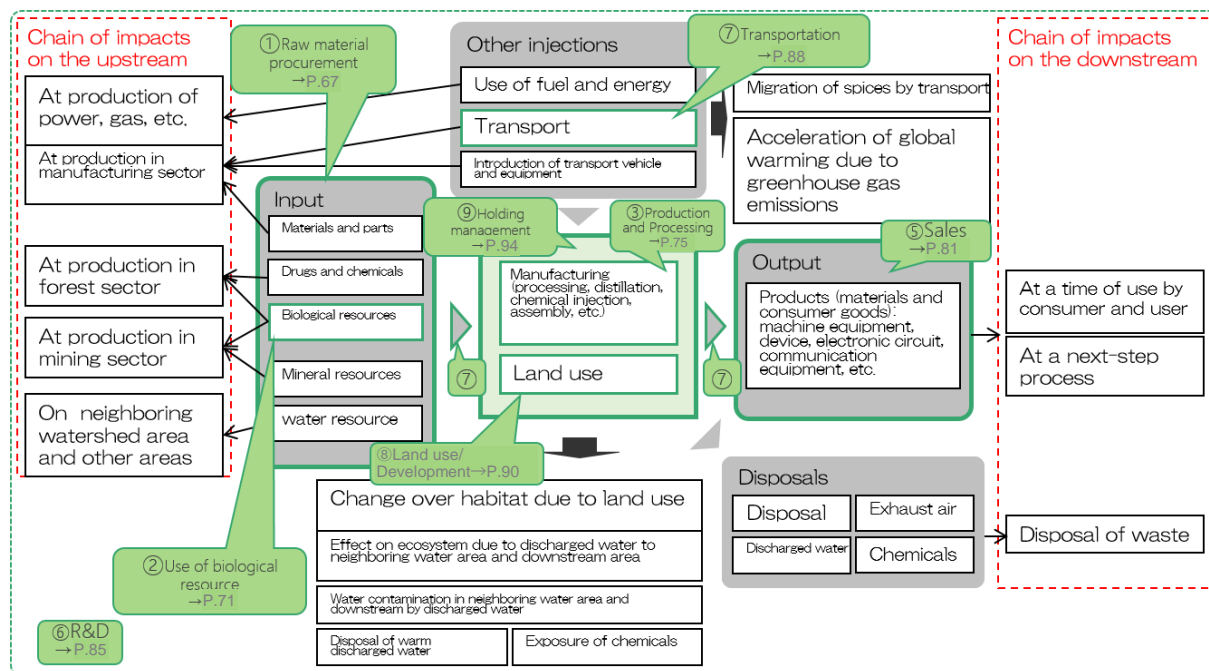 Chain of impacts
on the upstream
At production of
power, gas, etc.
At production in
manufacturing sector
At production in
forest sector
At production in
mining sector
On neighboring
watershed area
and other areas
①Raw material
procurement
→P.67
Input
Materials and parts
Drugs and chemicals
Biological resources
Mineral resources
water resource
②Use of biological
resource
→P.71
⑥R&D
→P.85
Other injections
Use of fuel and energy
Transport
Introduction of transport vehicle
and equipment
⑦Transportation
→P.88
Migration of spices by transport
Acceleration of global
warming due to
greenhouse gas
emissions
⑨Holding
management
→P.94
③Production
and Processing
→P.75
Manufacturing
(processing, distillation,
chemical injection,
assembly, etc.)
Land use
⑦
⑦
⑧Land use/
Development→P.90
⑤Sales
→P.81
Output
Products (materials and
consumer goods):
machine equipment,
device, electronic circuit,
communication
equipment, etc.
Change over habitat due to land use
Effect on ecosystem due to discharged water to
neighboring water area and downstream area
Water contamination in neighboring water area and
downstream by discharged water
Disposal of warm
discharged water
Exposure of chemicals
Disposals
Disposal
Exhaust air
Discharged water
Chemicals
Chain of impacts
on the downstream
At a time of use by
consumer and user
At a next-step
process
Disposal of waste